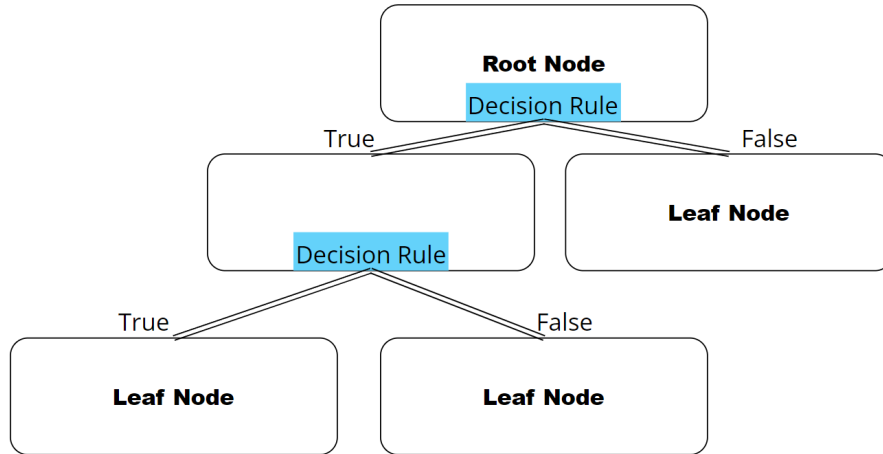 Root Node
Decision Rule
True
False
Leaf Node
Decision Rule
True
False
Leaf Node
Leaf Node